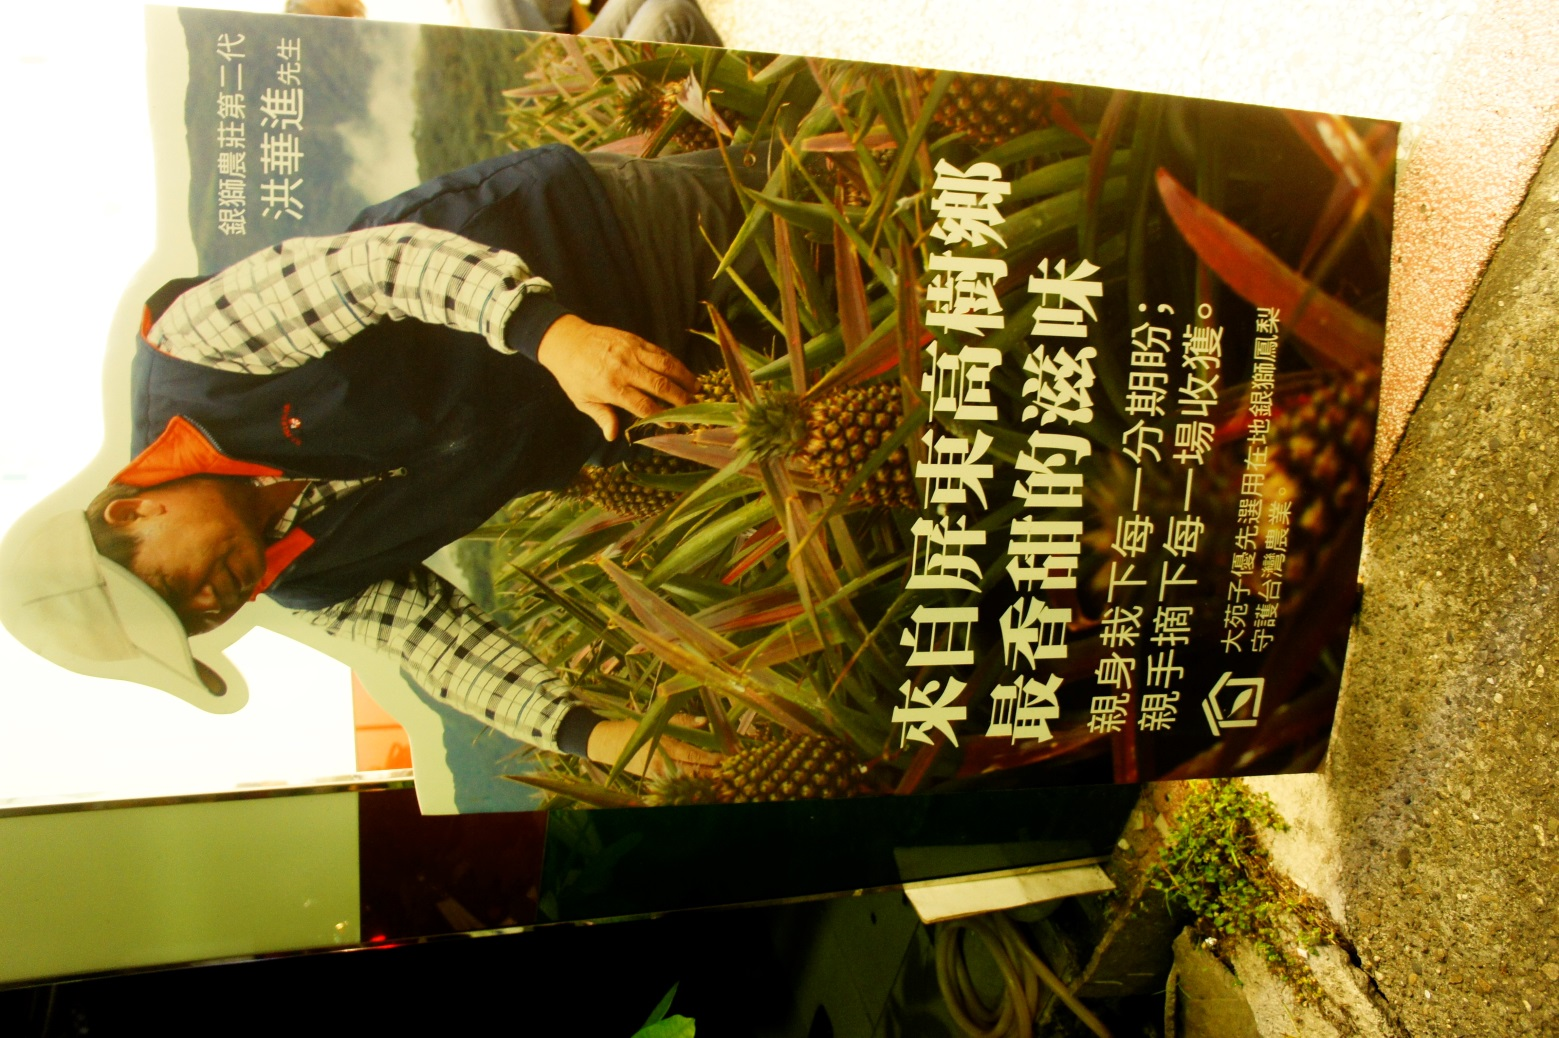 銀獅農莊第二代
洪華進先生
來自屏東高樹鄉
最香甜的滋味
親身栽下每一分期盼；
親手摘下每一場收獲。
大苑子優先選用在地銀獅鳳梨
守護台灣農業。